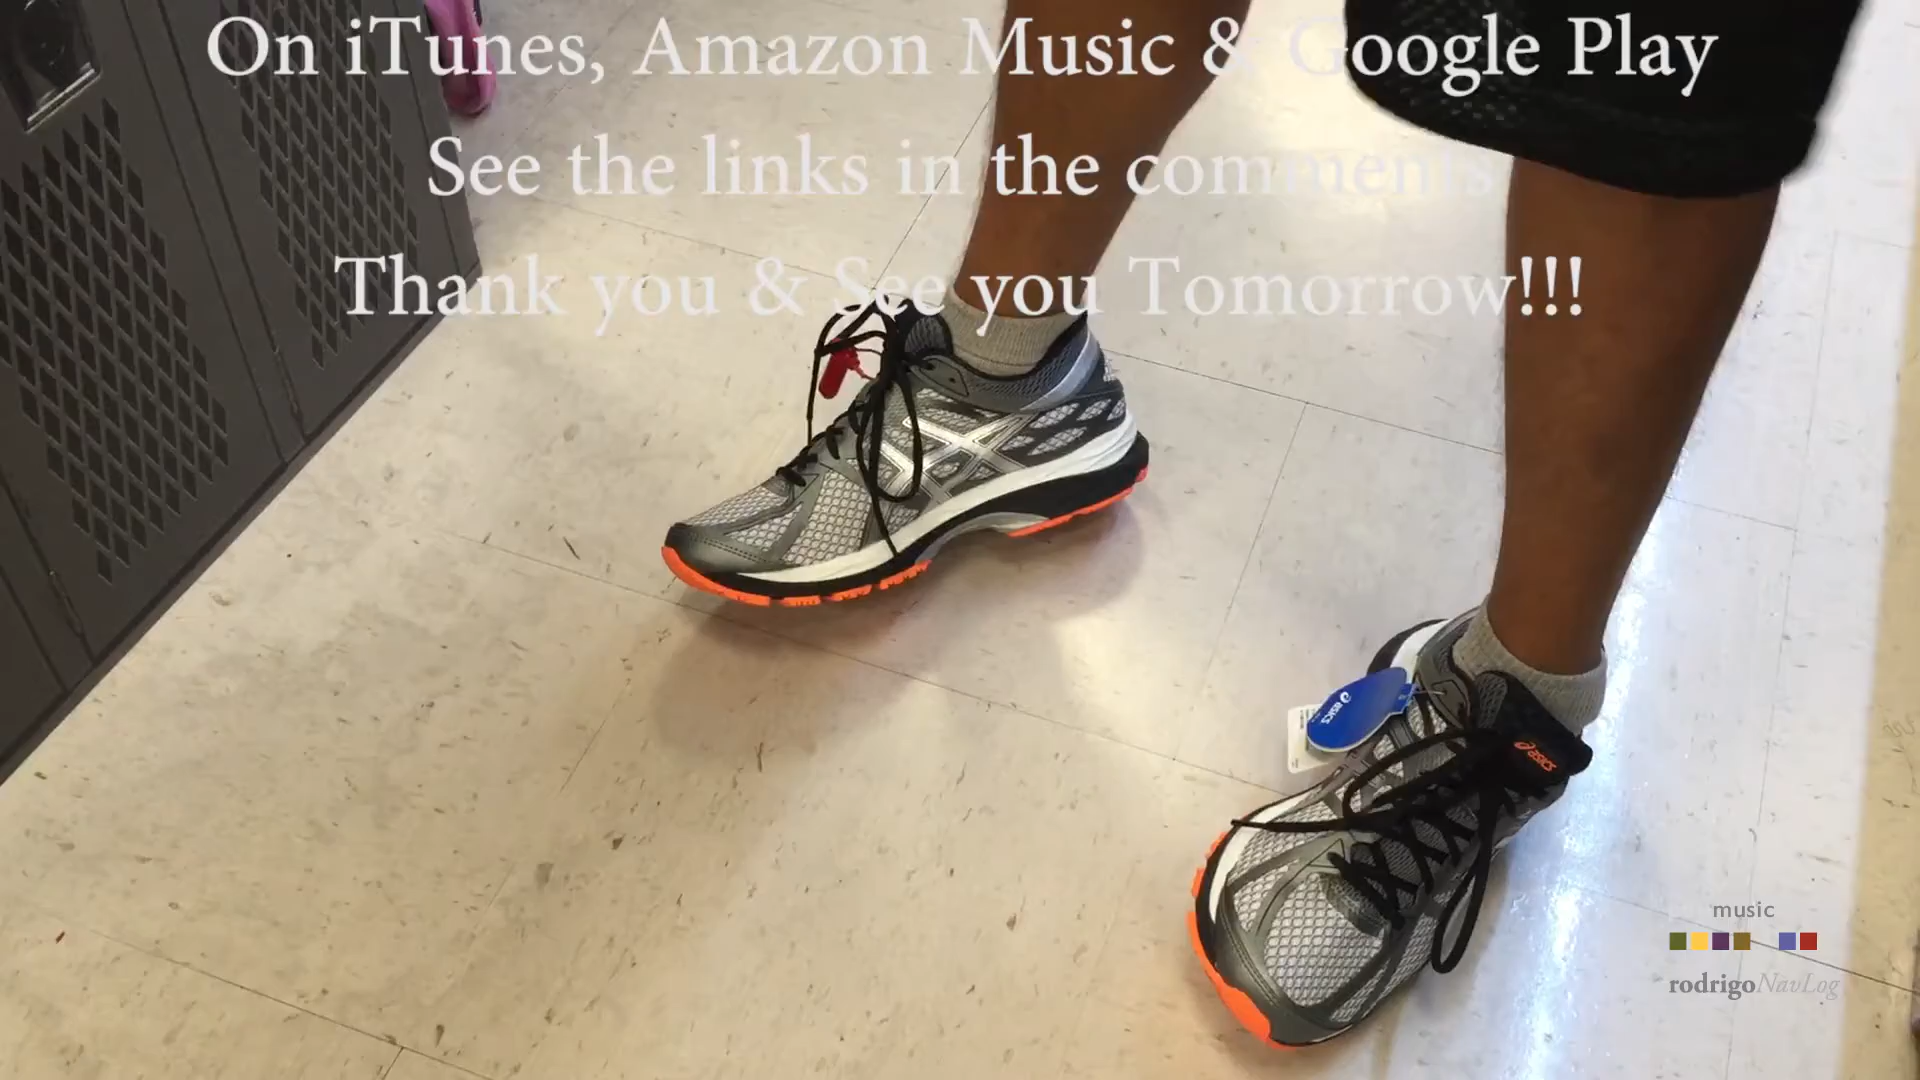 On iTunes, Amazon Music & Google Play
See the links in the comments
Thank you & See you Tomorrow!!!
asics
asics
music
rodrigoNavLog